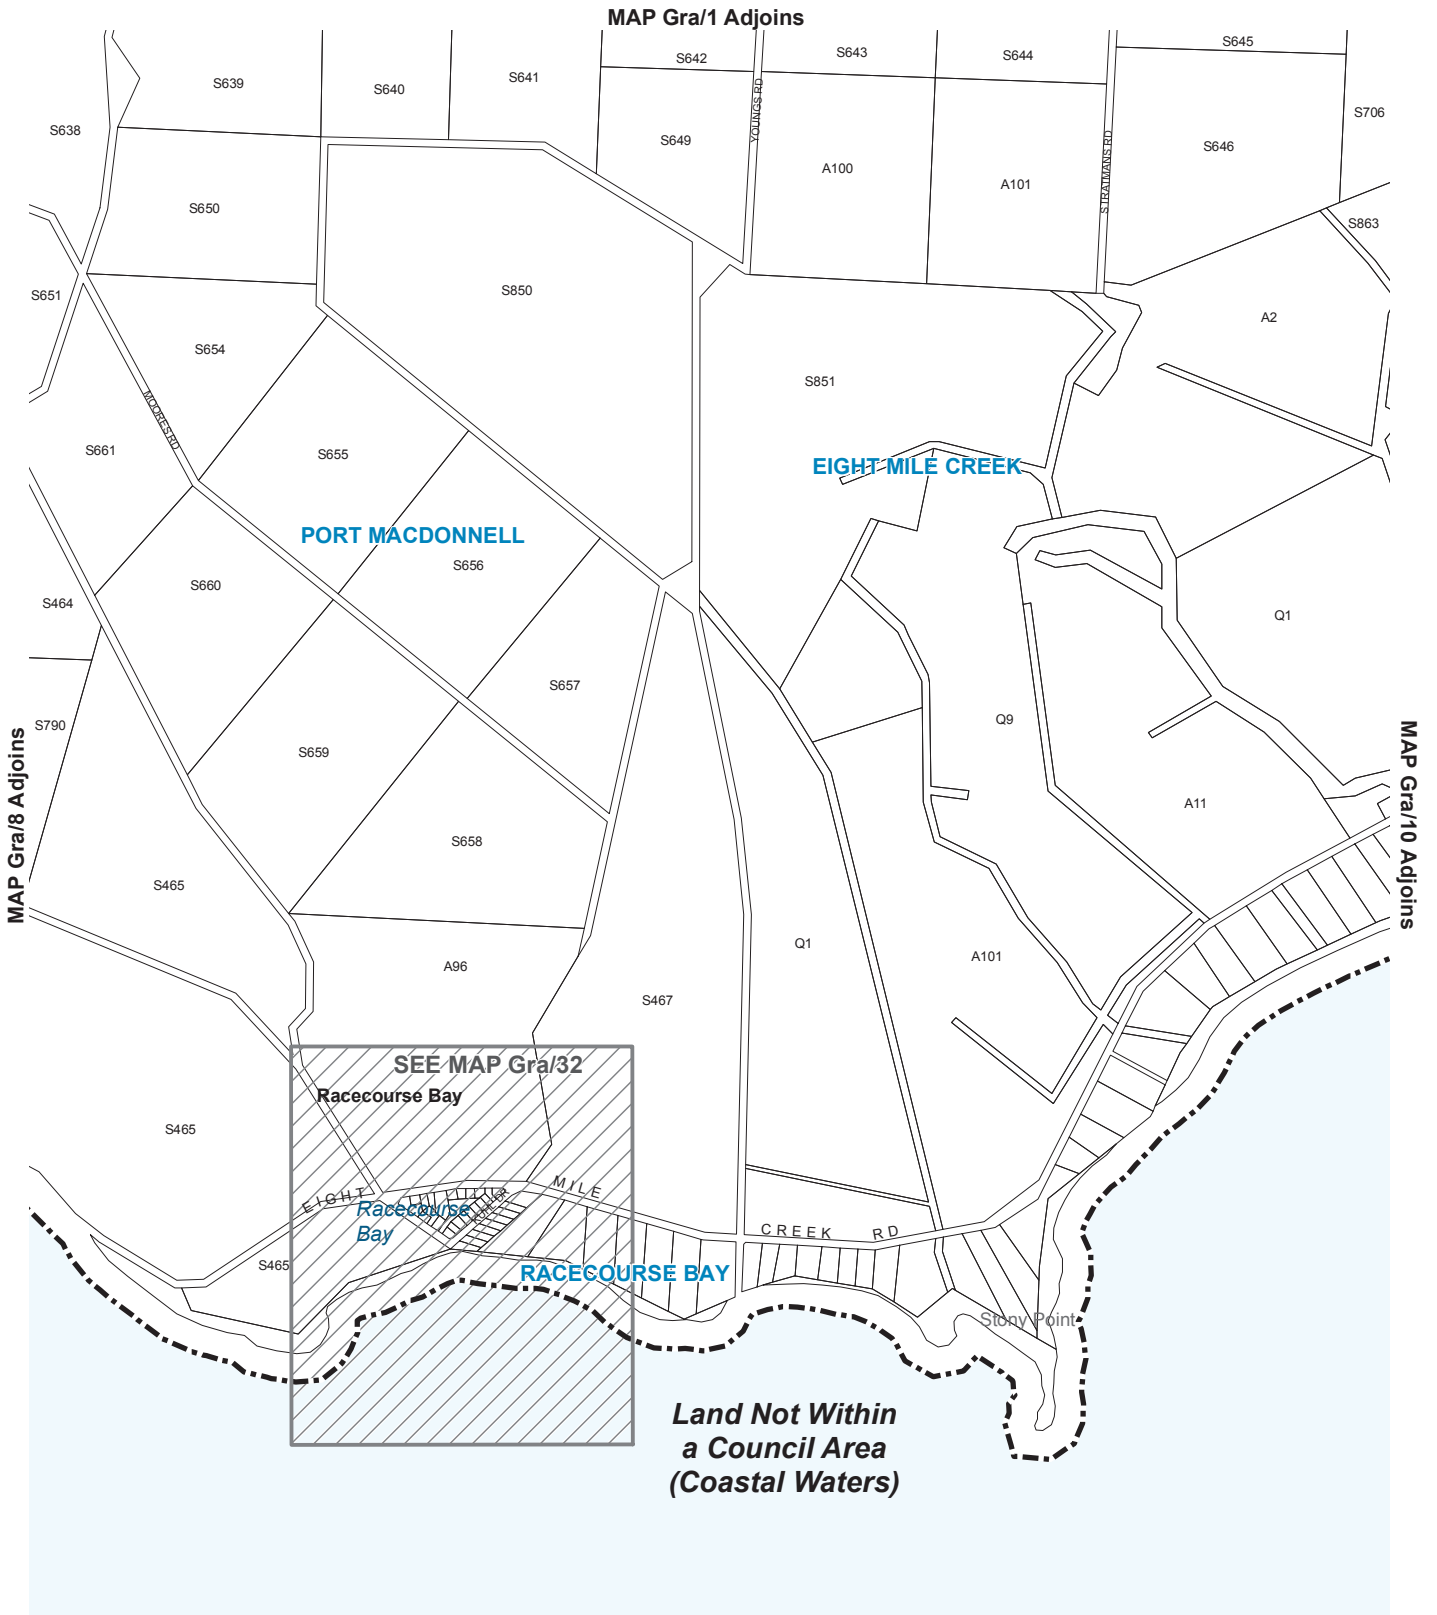 MAP Gra/1 Adjoins
S645
S643
S644
S642
S641
S639
S640
S706
S638
S649
YOUNGS RD
STRATMANS RD
S646
A100
A101
S650
S863
S651
S850
A2
S654
S851
MOORES RD
S661
S655
EIGHT MILE CREEK
PORT MACDONNELL
S656
S660
S464
Q1
S657
S790
Q9
MAP Gra/8 Adjoins
MAP Gra/10 Adjoins
S659
A11
S658
S465
Q1
A101
A96
S467
SEE MAP Gra/32
Racecourse Bay
S465
EIGHT MILE CREEK RD
Racecourse
Bay
S465
RACECOURSE BAY
Stony Point
Land Not Within
a Council Area
(Coastal Waters)